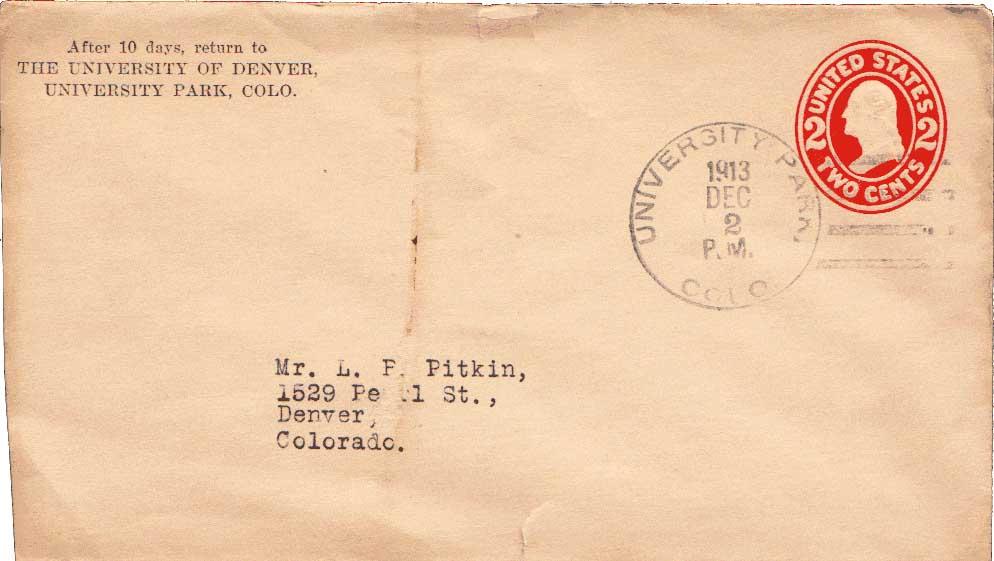 After 10 days, return to
THE UNIVERSITY OF DENVER,
UNIVERSITY PARK, COLO.
UNITED STATES
2 2
TWO CENTS
UNIVERSITY PARK,
1913
DEC
2
P.M.
COLO
Mr. L. Pitkin,
1529 St.,
Denver,
Colorado.